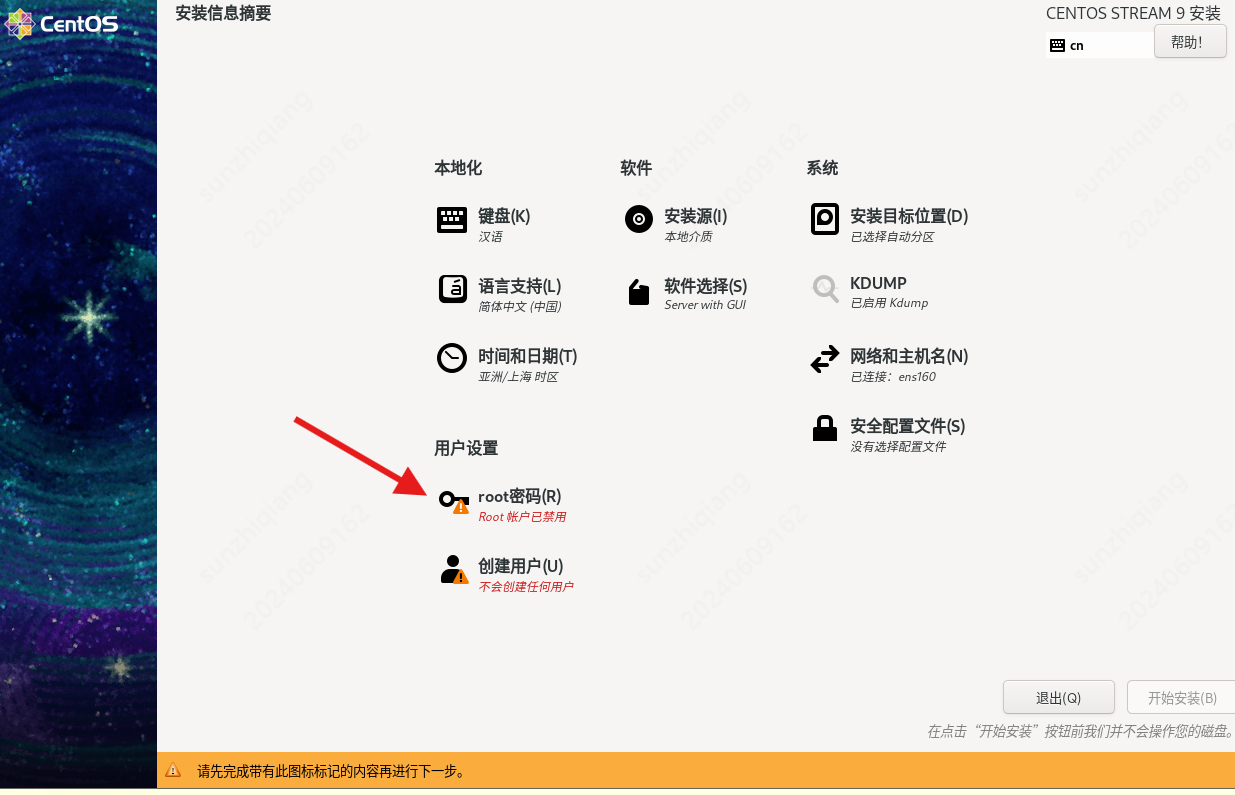 CentOS
安装信息摘要
CENTOS STREAM 9 安装
cn
帮助!
本地化
软件
系统
键盘(K)
汉语
安装源(I)
本地介质
安装目标位置(D)
已选择自动分区
语言支持(L)
简体中文 (中国)
软件选择(S)
Server with GUI
KDUMP
已启用 Kdump
时间和日期(T)
亚洲/上海 时区
网络和主机名(N)
已连接：ens160
安全配置文件(S)
没有选择配置文件
用户设置
root密码(R)
Root 帐户已禁用
创建用户(U)
不会创建任何用户
退出(Q)
开始安装(B)
在点击“开始安装”按钮前我们并不会操作您的磁盘。
请先完成带有此图标标记的内容再进行下一步。
sunzhiqiang
202406091​62